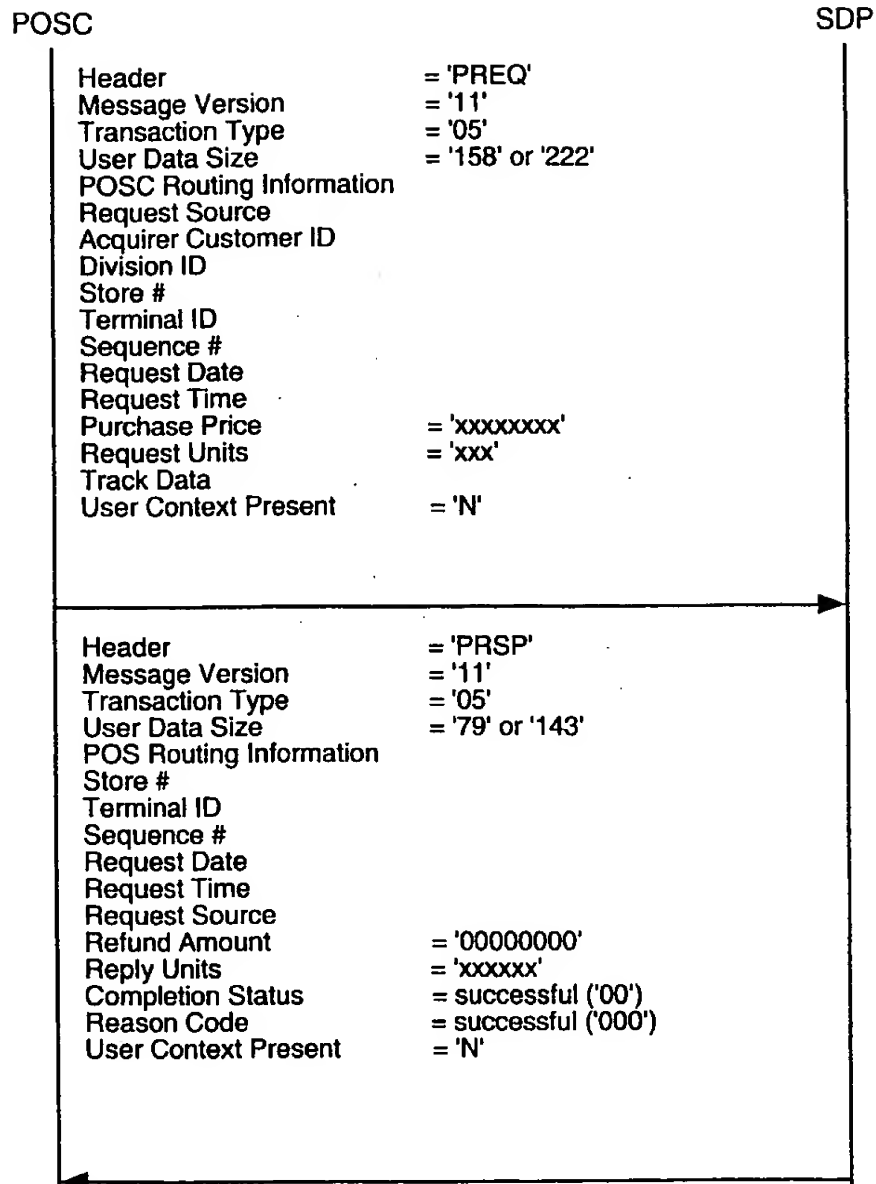 POSC SDP
Header = 'PREQ'
Message Version = '11'
Transaction Type = '05'
User Data Size = '158' or '222'
POSC Routing Information
Request Source
Acquirer Customer ID
Division ID
Store #
Terminal ID
Sequence #
Request Date
Request Time
Purchase Price = 'xxxxxxxx'
Request Units = 'xxx'
Track Data
User Context Present = 'N'
Header = 'PRSP'
Message Version = '11'
Transaction Type = '05'
User Data Size = '79' or '143'
POS Routing Information
Store #
Terminal ID
Sequence #
Request Date
Request Time
Request Source
Refund Amount = '00000000'
Reply Units = 'xxxxxx'
Completion Status = successful ('00')
Reason Code = successful ('000')
User Context Present = 'N'